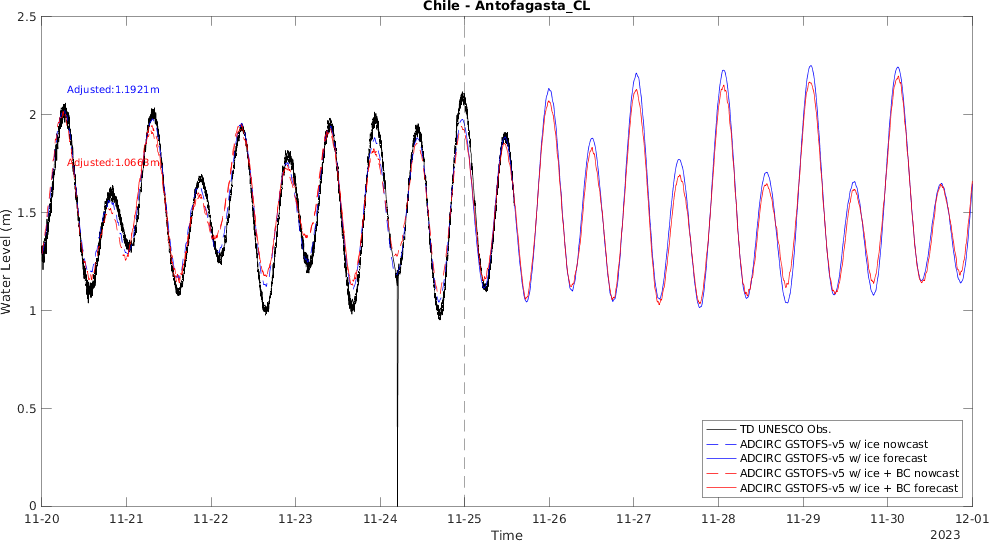 Chile - Antofagasta_CL
2.5
2
1.5
1
0.5
0
Water Level (m)
Adjusted:1.1921m
Adjusted:1.0663m
TD UNESCO Obs.
ADCIRC GSTOFS-v5 w/ ice nowcast
ADCIRC GSTOFS-v5 w/ ice forecast
ADCIRC GSTOFS-v5 w/ ice + BC nowcast
ADCIRC GSTOFS-v5 w/ ice + BC forecast
11-20 11-21 11-22 11-23 11-24 11-25 11-26 11-27 11-28 11-29 11-30 12-01
Time
2023